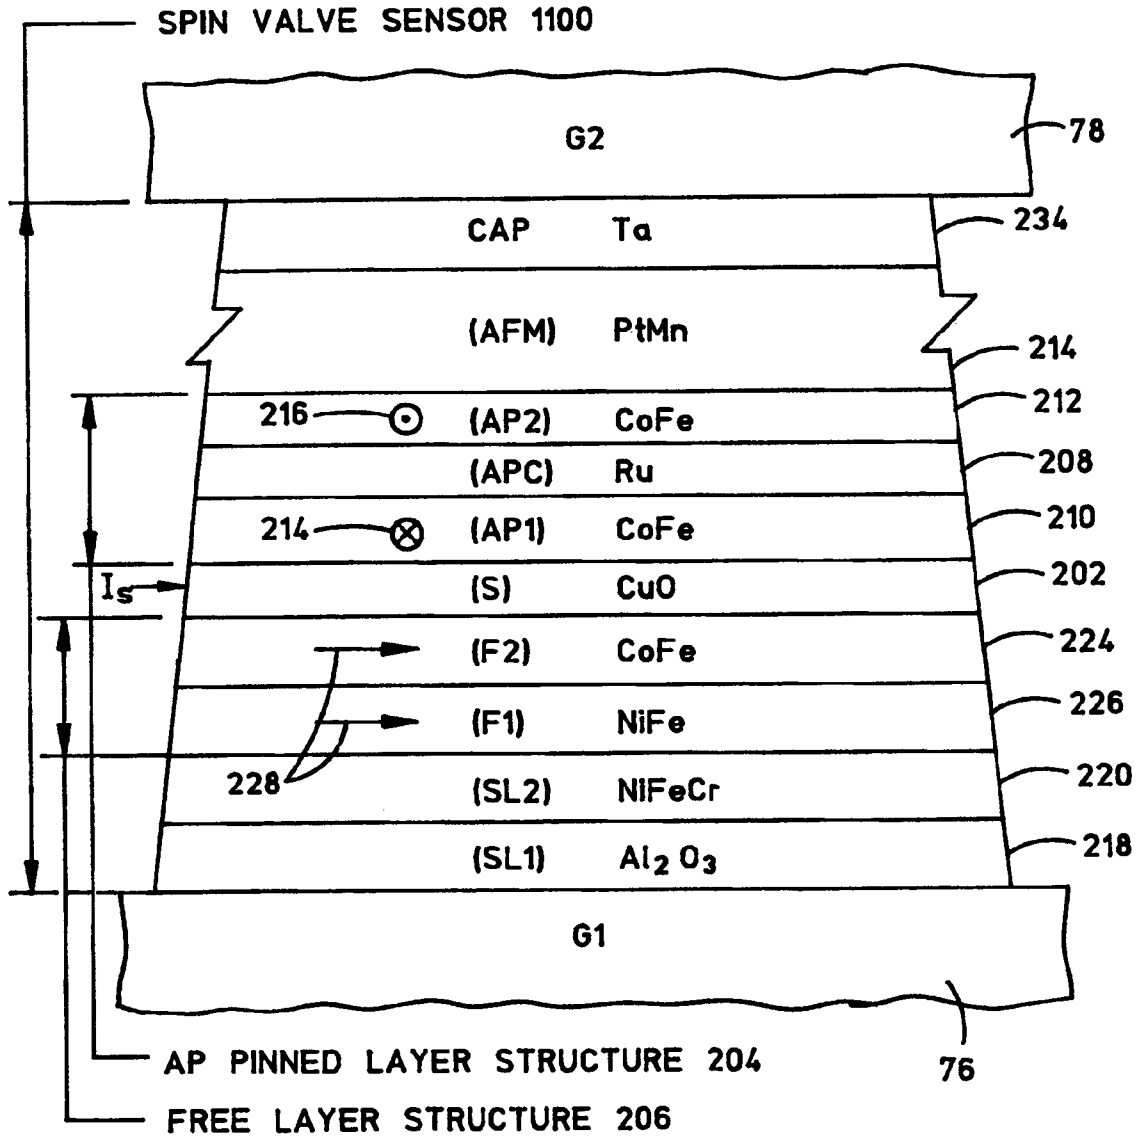 SPIN VALVE SENSOR 1100
G2
78
CAP Ta
234
(AFM) PtMn
214
212
216 (AP2) CoFe
(APC) Ru
208
214 (AP1) CoFe
210
Is (S) CuO
202
(F2) CoFe
224
(F1) NiFe
226
228 (SL2) NiFeCr
220
(SL1) Al2O3
218
G1
AP PINNED LAYER STRUCTURE 204
76
FREE LAYER STRUCTURE 206